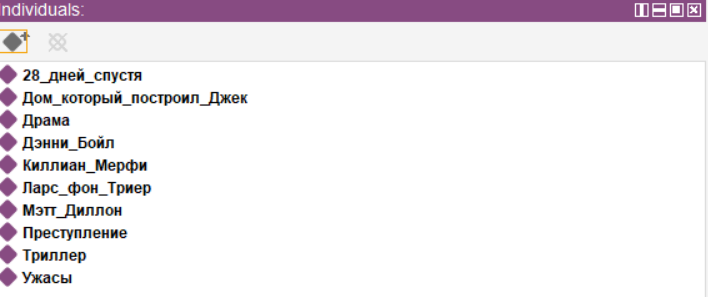 Individuals:
28_дней_спустя
Дом_который_построил_Джек
Драма
Дэнни_Бойл
Киллиан_Мерфи
Ларс_фон_Триер
Мэтт_Диллон
Преступление
Триллер
Ужасы